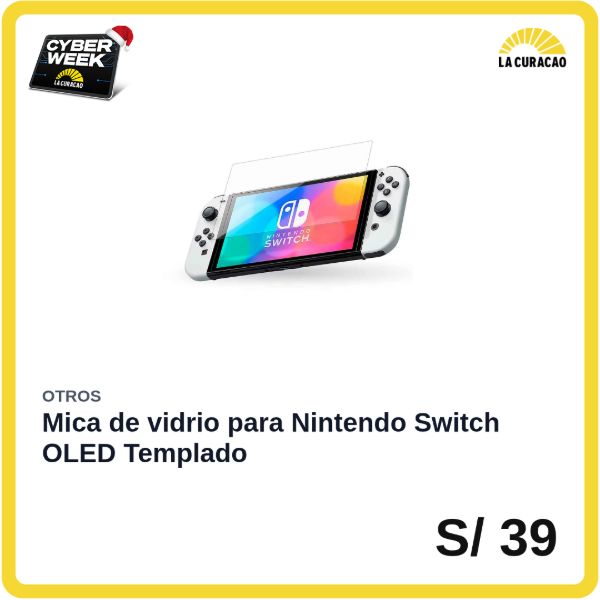 CYBER
WEEK
LA CURACAO
LA CURACAO
NINTENDO
SWITCH
OTROS
Mica de vidrio para Nintendo Switch
OLED Templado
S/ 39